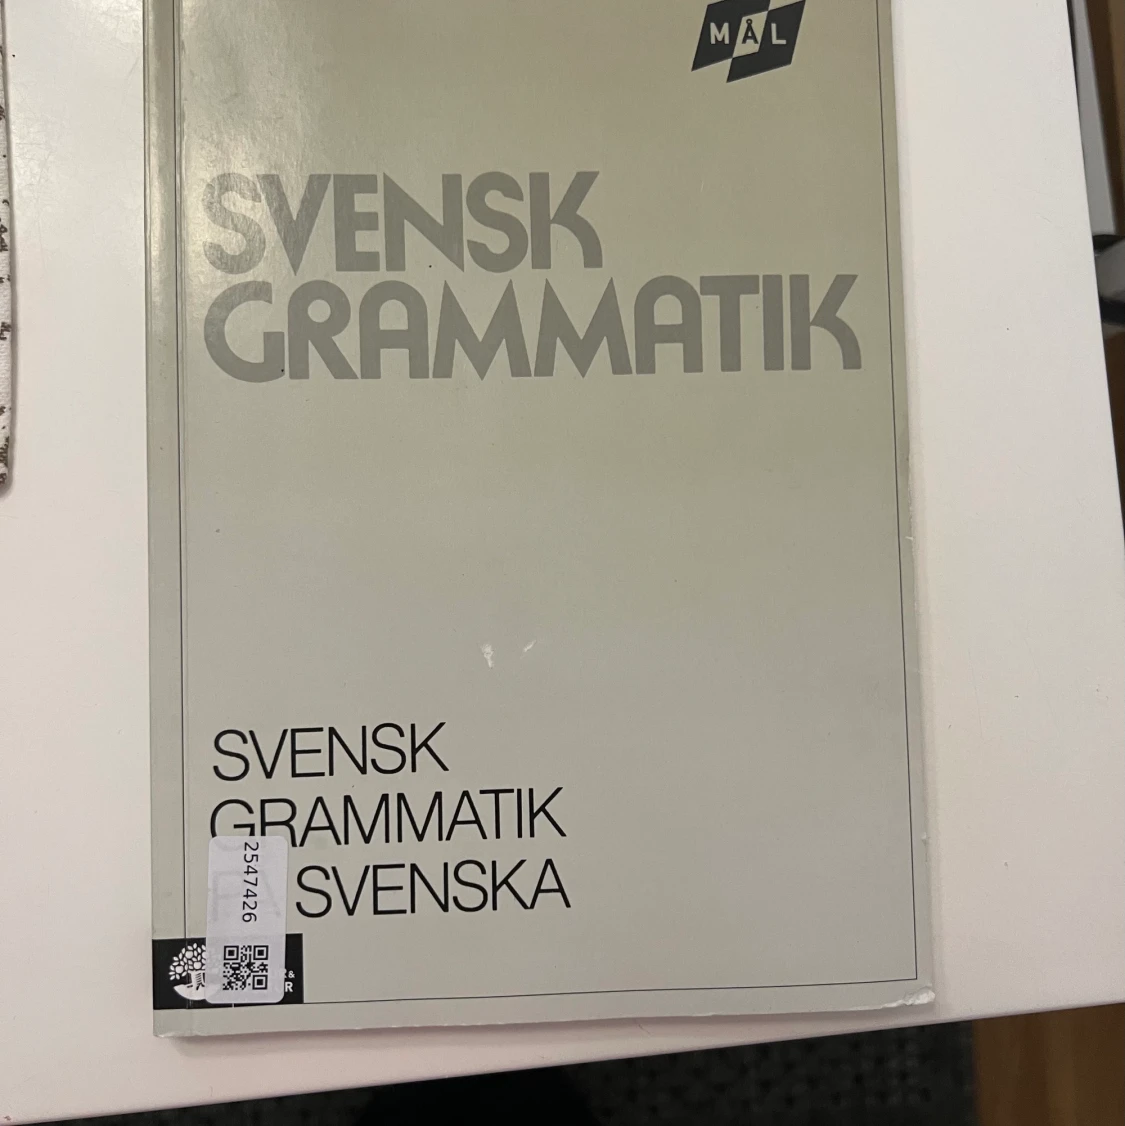 MÅL
SVENSK
GRAMMATIK
SVENSK
GRAMMATIK
SVENSKA
2547426
&
R